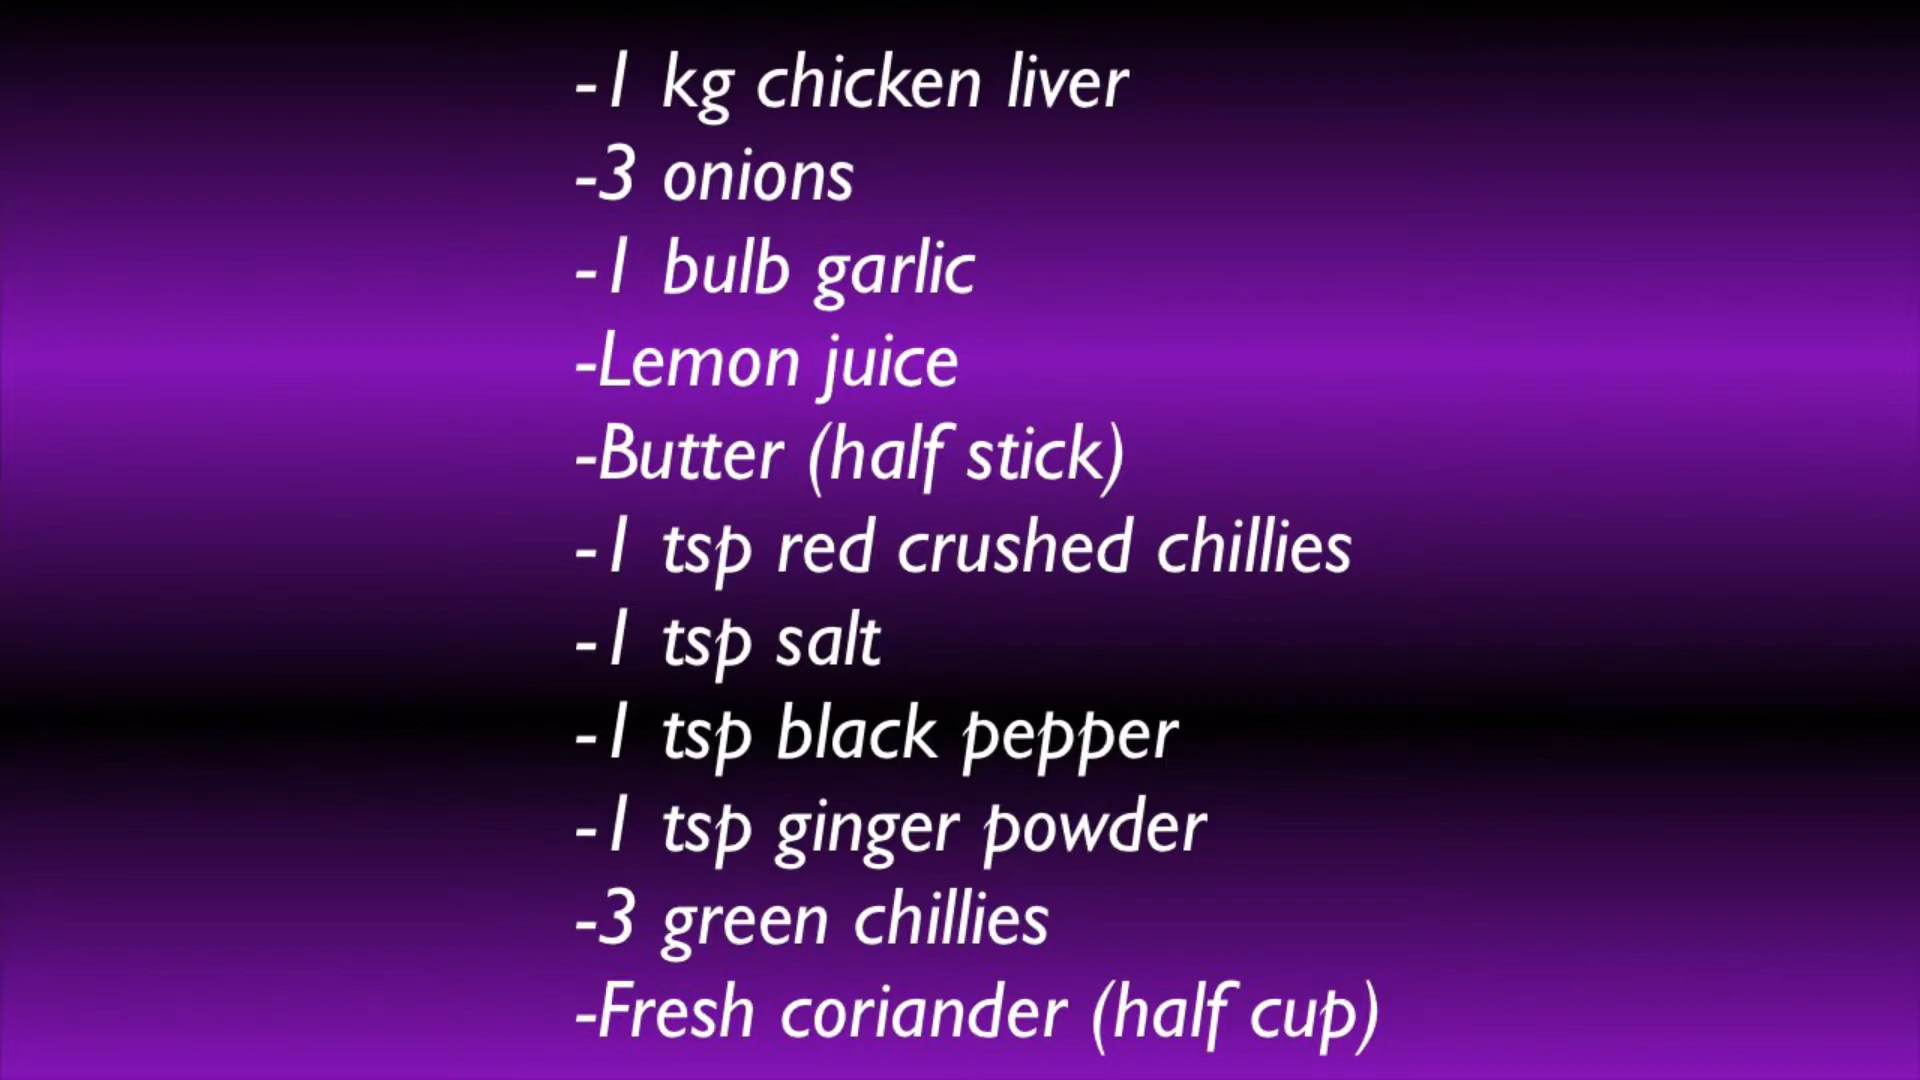 -1 kg chicken liver
-3 onions
-1 bulb garlic
-Lemon juice
-Butter (half stick)
-1 tsp red crushed chillies
-1 tsp salt
-1 tsp black pepper
-1 tsp ginger powder
-3 green chillies
-Fresh coriander (half cup)